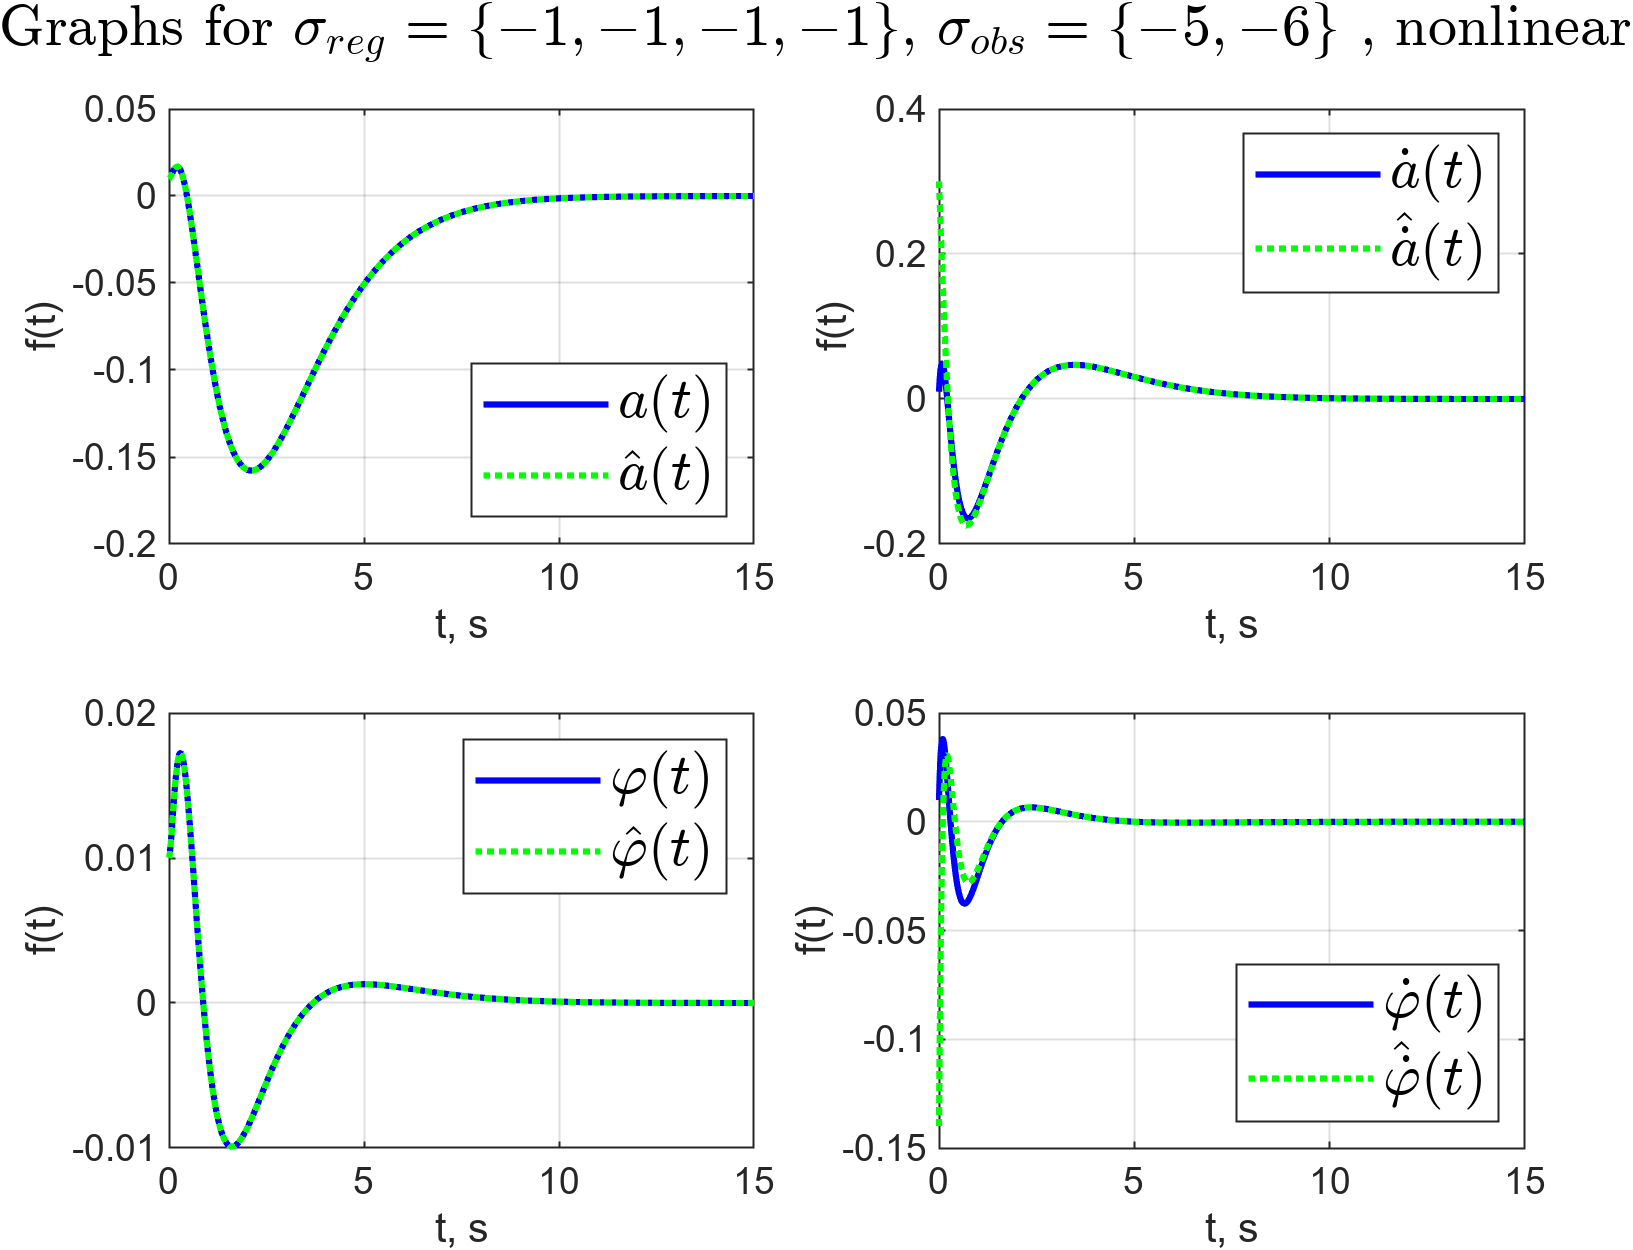 Graphs for σ_reg = {−1, −1, −1, −1}, σ_obs = {−5, −6} , nonlinear
0.05
0
-0.05
-0.1
-0.15
-0.2
f(t)
0 5 10 15
t, s
a(t)
â(t)
0.4
0.2
0
-0.2
f(t)
0 5 10 15
t, s
ȧ(t)
ȧ̂(t)
0.02
0.01
0
-0.01
f(t)
0 5 10 15
t, s
φ(t)
φ̂(t)
0.05
0
-0.05
-0.1
-0.15
f(t)
0 5 10 15
t, s
φ̇(t)
φ̇̂(t)